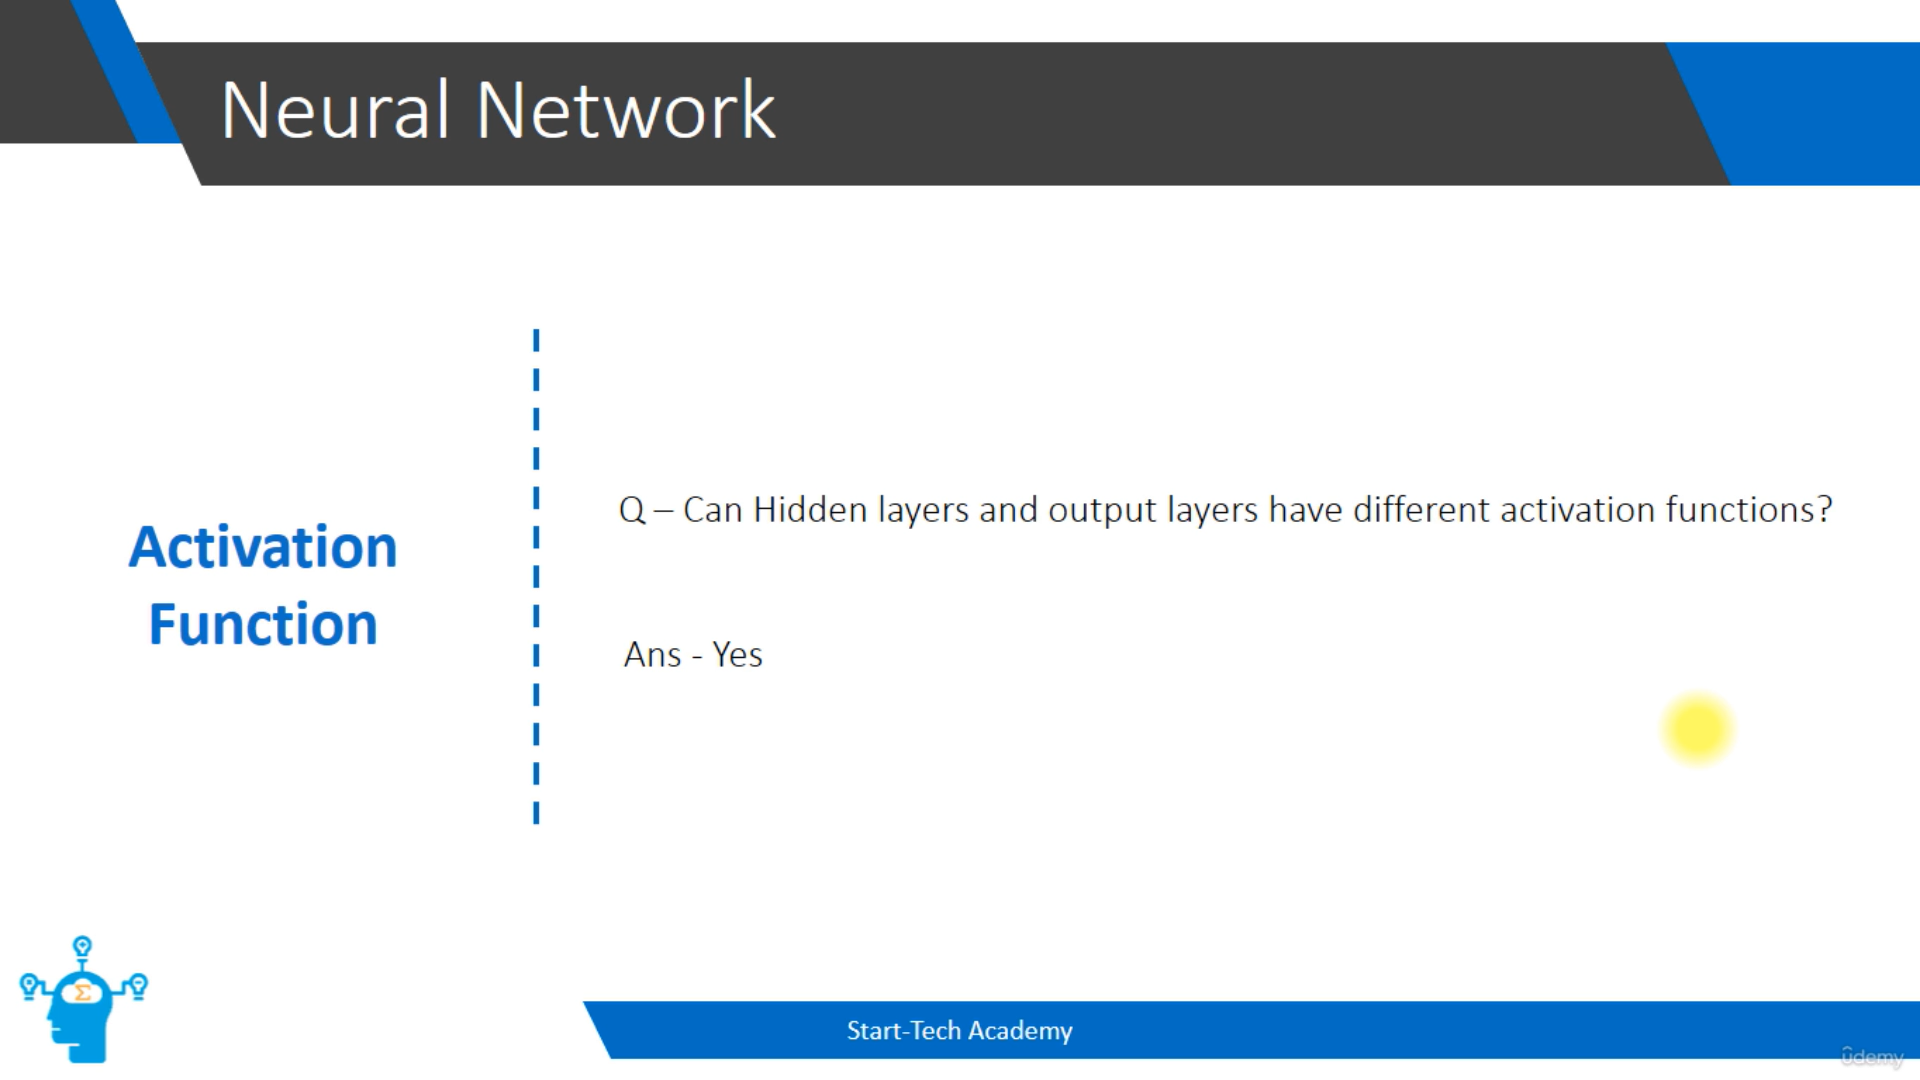 Neural Network
Activation
Function
Q – Can Hidden layers and output layers have different activation functions?
Ans - Yes
Σ
Start-Tech Academy
ûdemy